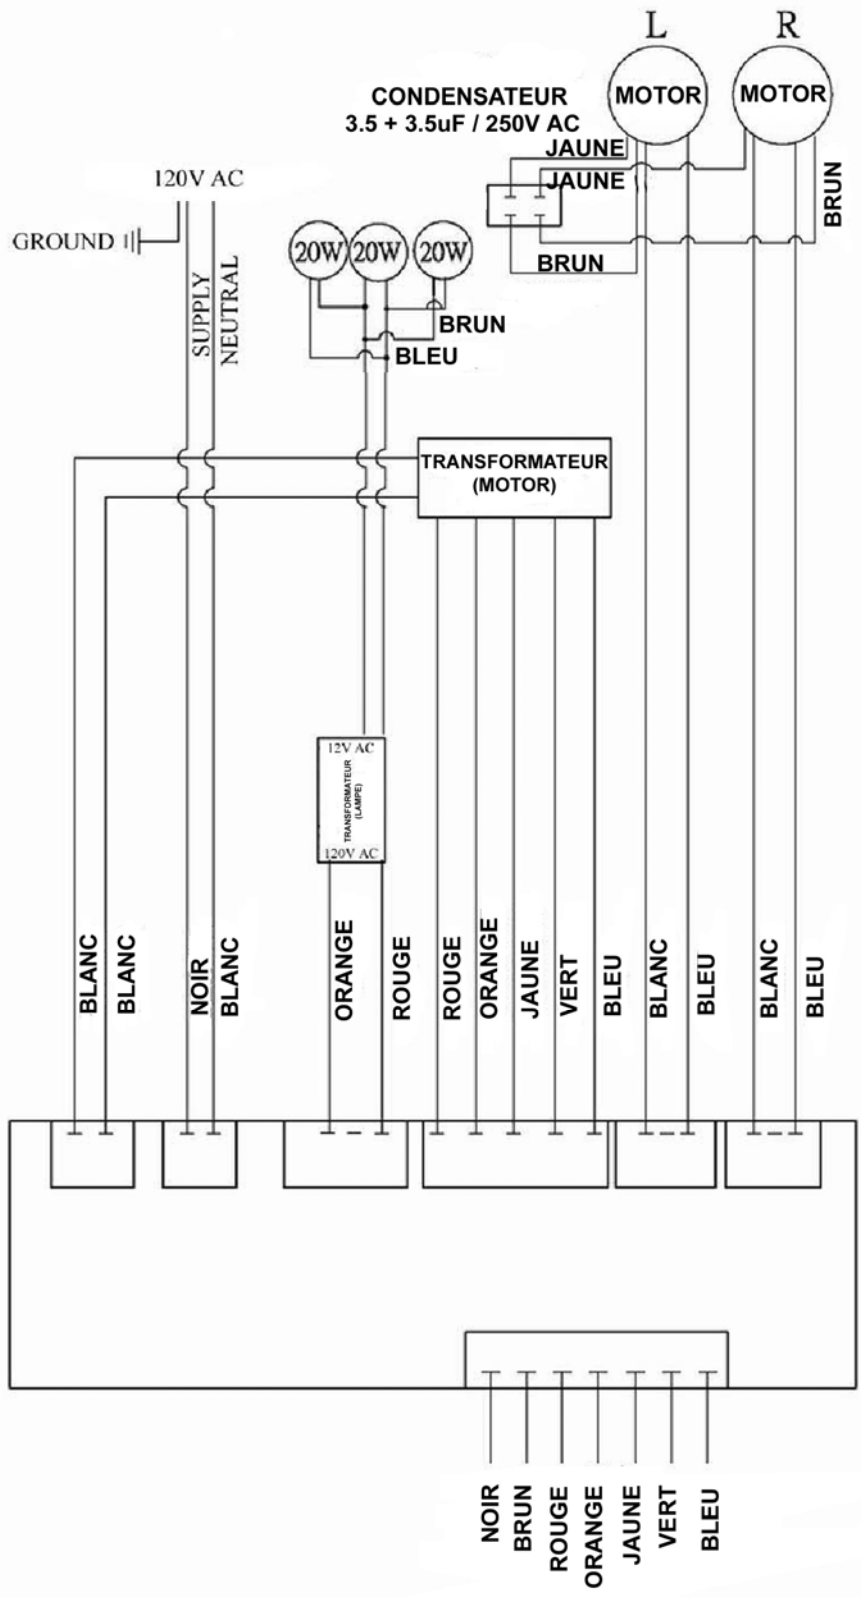 L R
MOTOR MOTOR
CONDENSATEUR
3.5 + 3.5uF / 250V AC
JAUNE
JAUNE
BRUN
BRUN
120V AC
GROUND
SUPPLY
NEUTRAL
20W 20W 20W
BRUN
BLEU
TRANSFORMATEUR
(MOTOR)
12V AC
TRANSFORMATEUR
(LAMPE)
120V AC
BLANC
BLANC
NOIR
BLANC
ORANGE
ROUGE
ROUGE
ORANGE
JAUNE
VERT
BLEU
BLANC
BLEU
BLANC
BLEU
NOIR
BRUN
ROUGE
ORANGE
JAUNE
VERT
BLEU